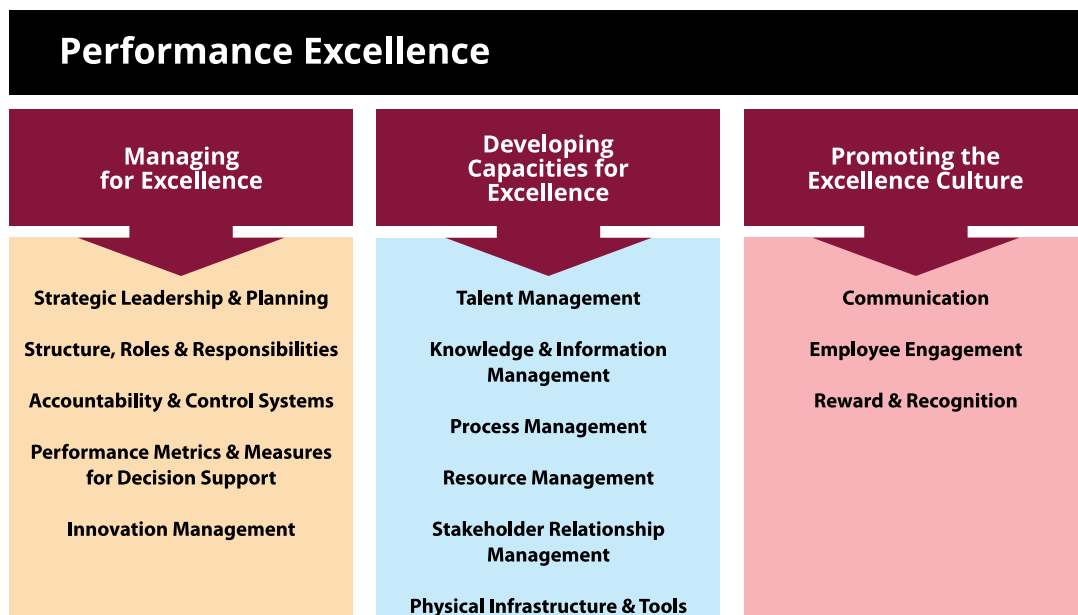 Performance Excellence
Managing
for Excellence
Strategic Leadership & Planning
Structure, Roles & Responsibilities
Accountability & Control Systems
Performance Metrics & Measures
for Decision Support
Innovation Management
Developing
Capacities for
Excellence
Talent Management
Knowledge & Information
Management
Process Management
Resource Management
Stakeholder Relationship
Management
Physical Infrastructure & Tools
Promoting the
Excellence Culture
Communication
Employee Engagement
Reward & Recognition